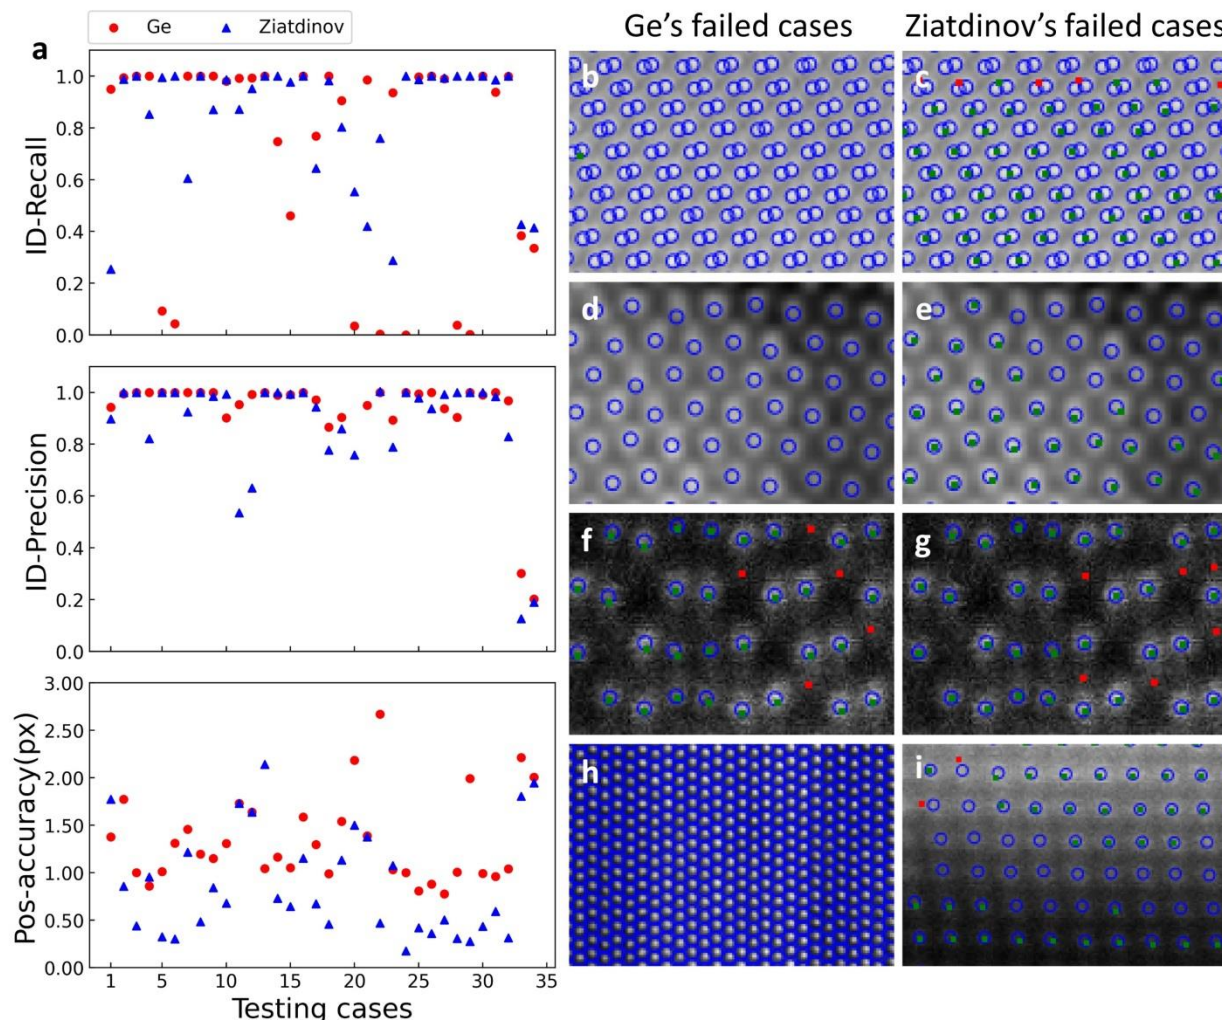 Ge Ziatdinov
Ge's failed cases Ziatdinov's failed cases
a
1.0
0.8
0.6
0.4
0.2
0.0
ID-Recall
1.0
0.8
0.6
0.4
0.2
0.0
ID-Precision
3.00
2.50
2.00
1.50
1.00
0.50
0.00
Pos-accuracy(px)
1 5 10 15 20 25 30 35
Testing cases
b c
d e
f g
h i